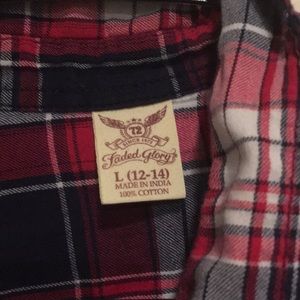 72
SINCE 1972
Faded Glory
L (12-14)
MADE IN INDIA
100% COTTON